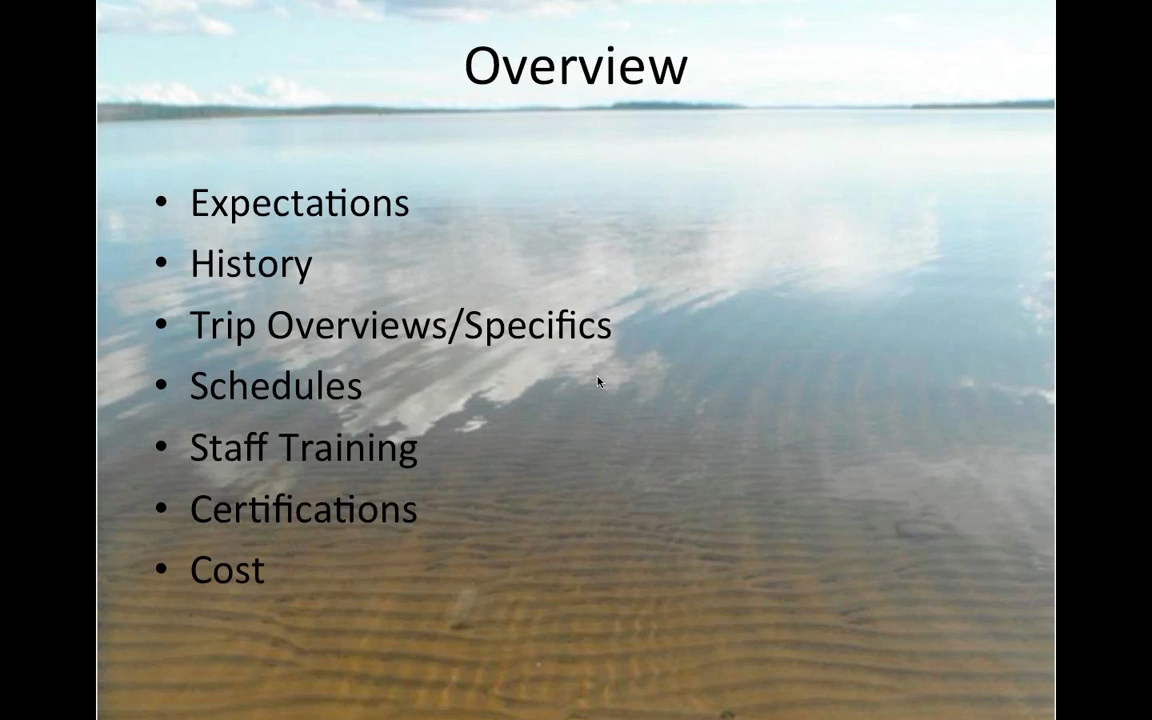 Overview
• Expectations
• History
• Trip Overviews/Specifics
• Schedules
• Staff Training
• Certifications
• Cost